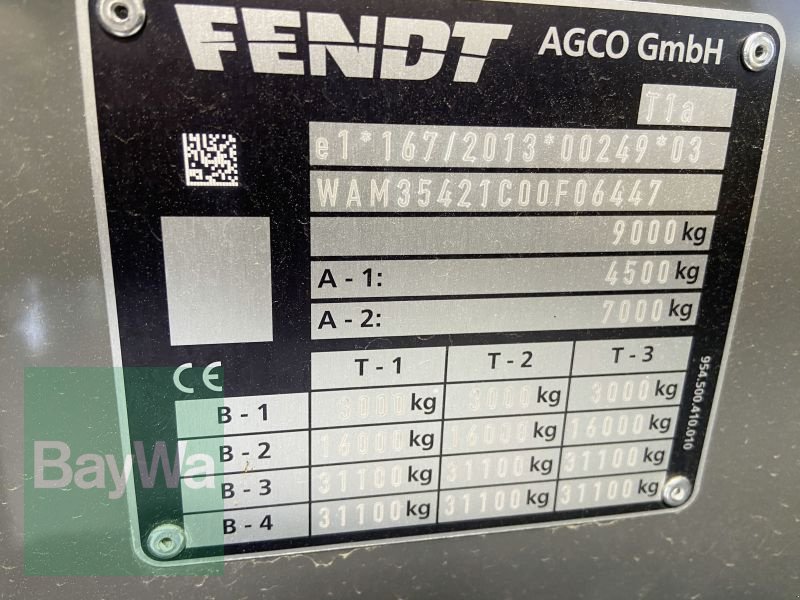 FENDT AGCO GmbH
T1a
e1*167/2013*00249*03
WAM35421C00F06447
9000 kg
A - 1: 4500 kg
A - 2: 7000 kg
T - 1 T - 2 T - 3
B - 1 3000 kg 3000 kg 3000 kg
B - 2 16000 kg 16000 kg 16000 kg
B - 3 31100 kg 31100 kg 31100 kg
B - 4 31100 kg 31100 kg 31100 kg
CE
954.500.410.010
BayWa